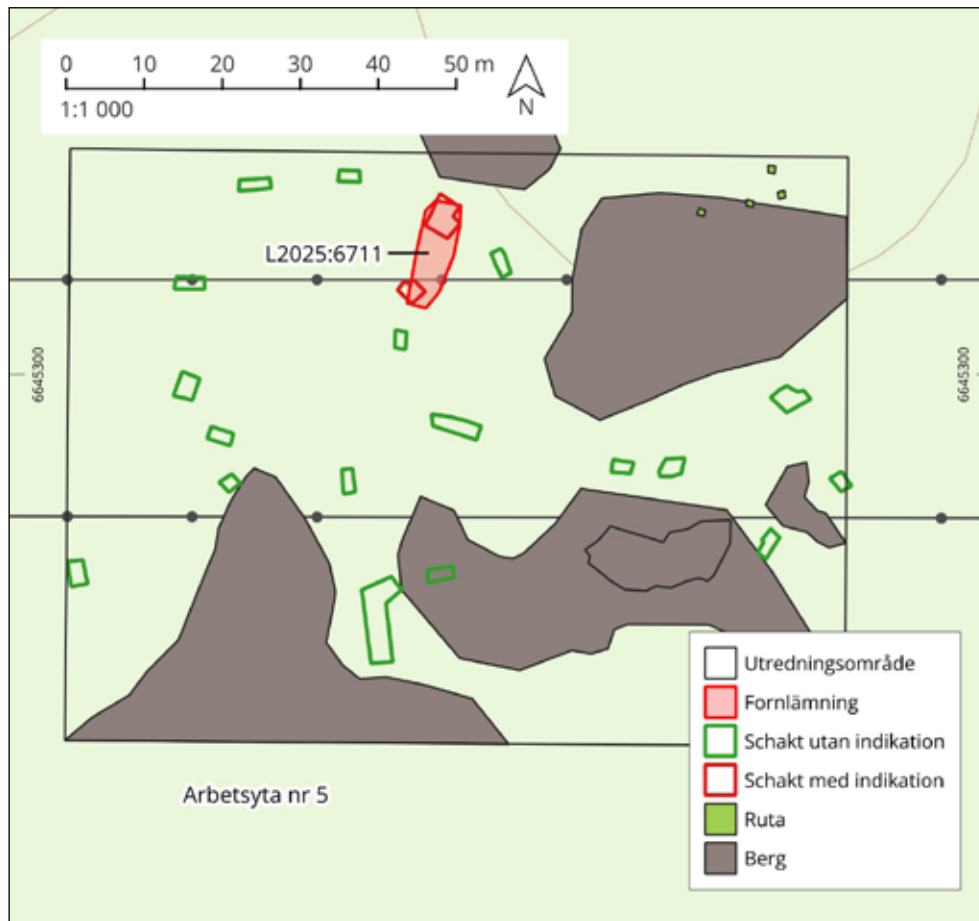 0 10 20 30 40 50 m
1:1 000
N
L2025:6711
6645300
6645300
Utredningsområde
Fornlämning
Schakt utan indikation
Schakt med indikation
Ruta
Berg
Arbetsyta nr 5